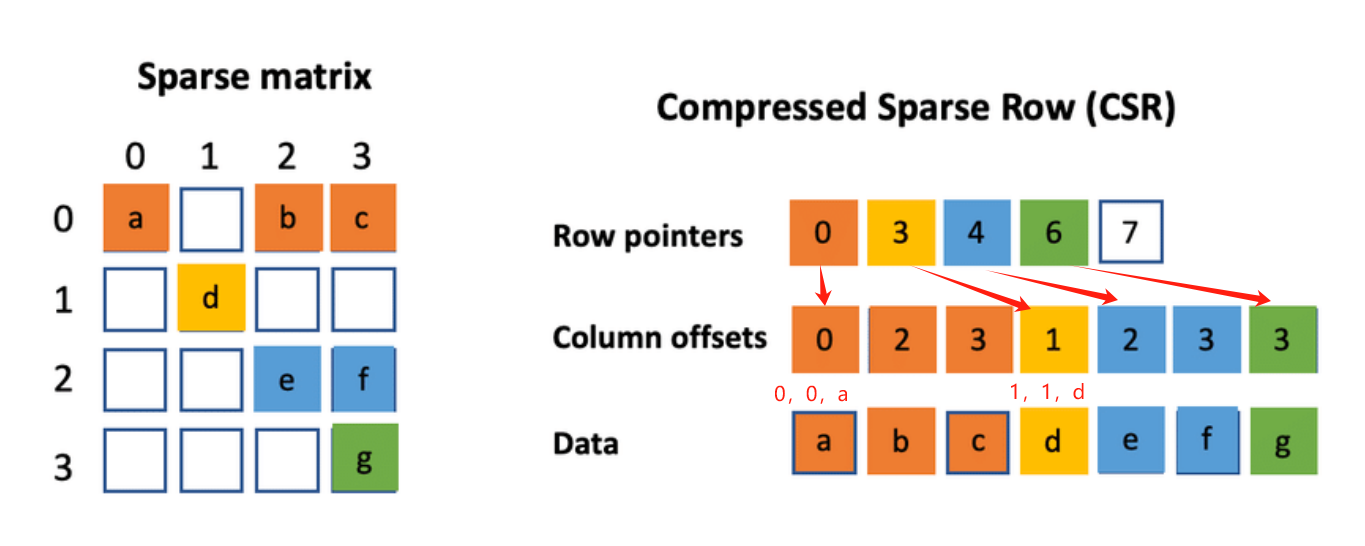 Sparse matrix
0 1 2 3
0 a b c
1 d
2 e f
3 g
Compressed Sparse Row (CSR)
Row pointers 0 3 4 6 7
Column offsets 0 2 3 1 2 3 3
0, 0, a 1, 1, d
Data a b c d e f g